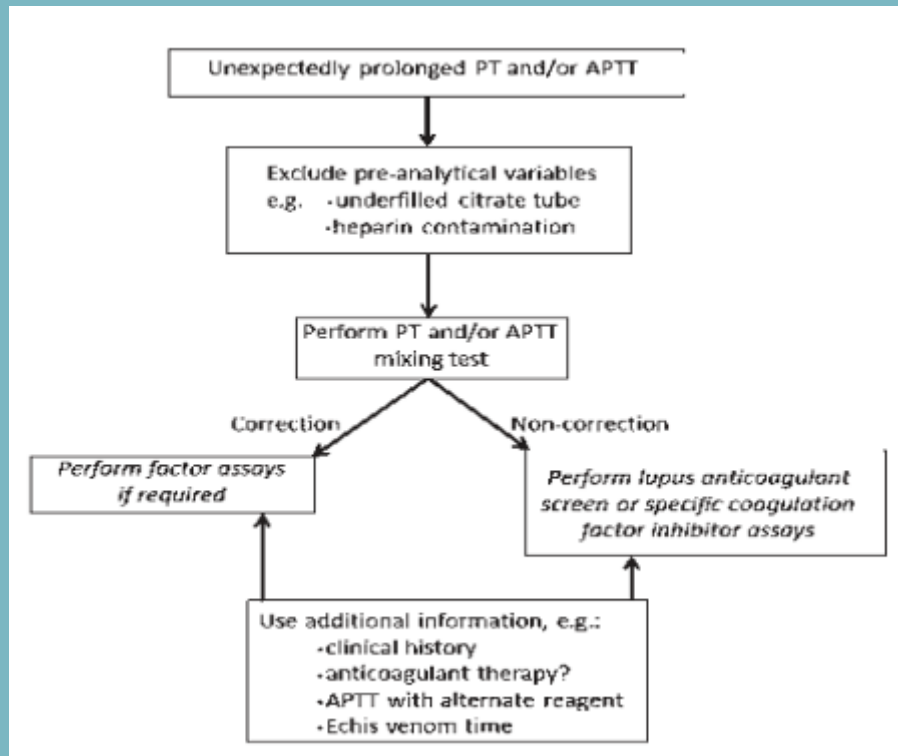 Unexpectedly prolonged PT and/or APTT
Exclude pre-analytical variables
e.g. •underfilled citrate tube
•heparin contamination
Perform PT and/or APTT
mixing test
Correction
Non-correction
Perform factor assays
if required
Perform lupus anticoagulant
screen or specific coagulation
factor inhibitor assays
Use additional information, e.g.:
•clinical history
•anticoagulant therapy?
•APTT with alternate reagent
•Echis venom time